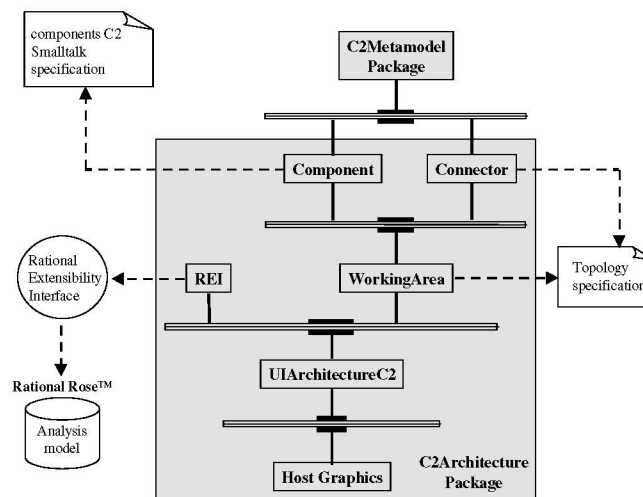 components C2
Smalltalk
specification
C2Metamodel
Package
Component
Connector
Rational
Extensibility
Interface
REI
WorkingArea
Topology
specification
Rational Rose™
UIArchitectureC2
Analysis
model
Host Graphics
C2Architecture
Package